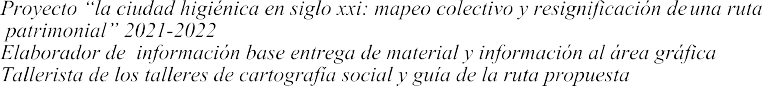 Proyecto “la ciudad higiénica en siglo xxi: mapeo colectivo y resignificación de una ruta
patrimonial” 2021-2022
Elaborador de información base entrega de material y información al área gráfica
Tallerista de los talleres de cartografía social y guía de la ruta propuesta